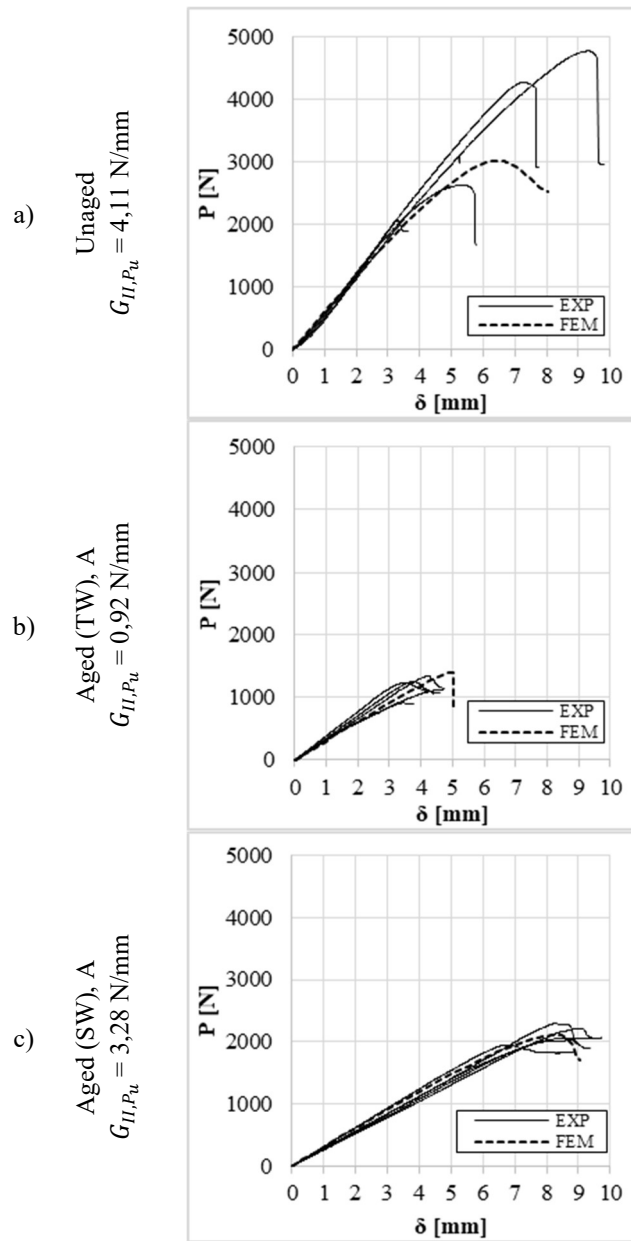 a)
Unaged
G_{II,P_u} = 4,11 N/mm
P [N]
5000
4000
3000
2000
1000
0
EXP
FEM
0 1 2 3 4 5 6 7 8 9 10
δ [mm]
b)
Aged (TW), A
G_{II,P_u} = 0,92 N/mm
P [N]
5000
4000
3000
2000
1000
0
EXP
FEM
0 1 2 3 4 5 6 7 8 9 10
δ [mm]
c)
Aged (SW), A
G_{II,P_u} = 3,28 N/mm
P [N]
5000
4000
3000
2000
1000
0
EXP
FEM
0 1 2 3 4 5 6 7 8 9 10
δ [mm]